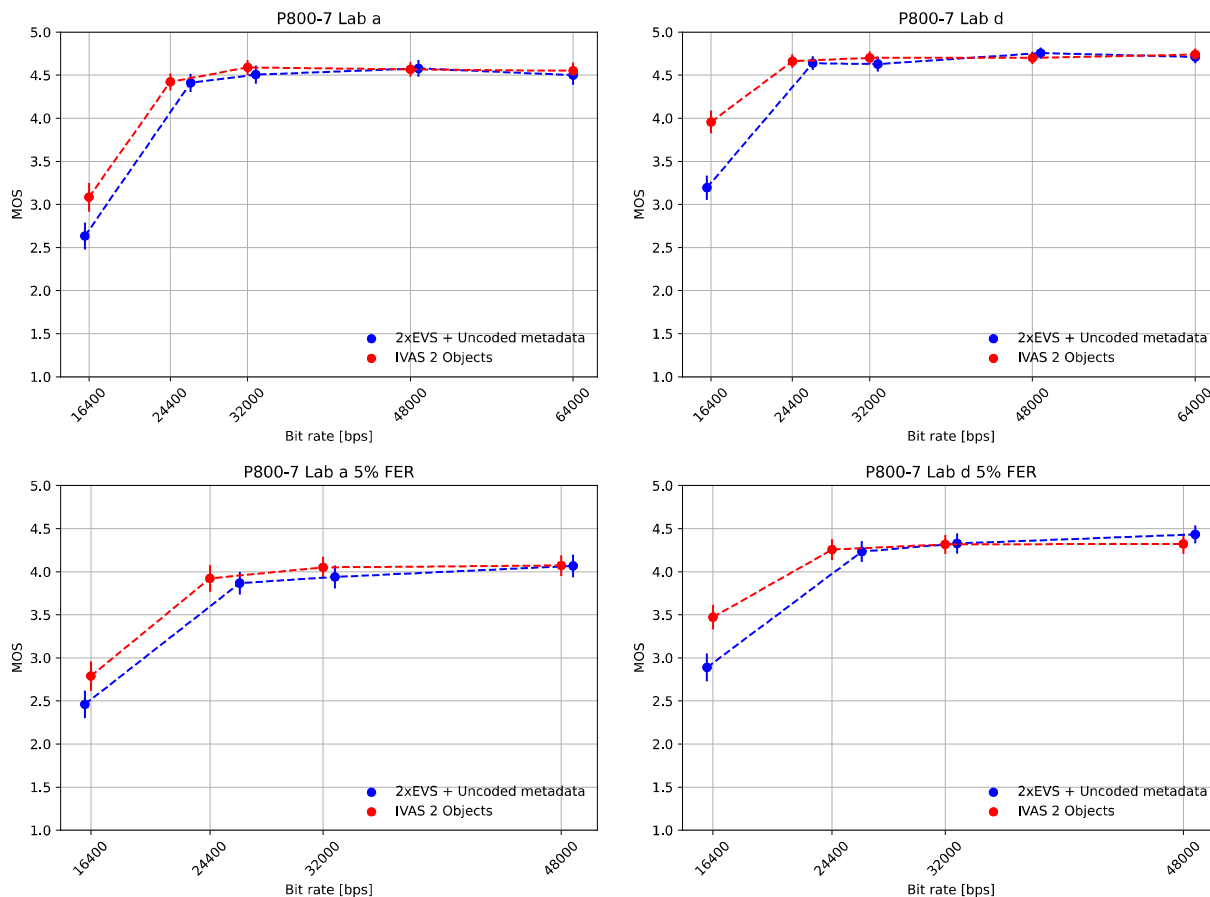 P800-7 Lab a
5.0
4.5
4.0
3.5
3.0
2.5
2.0
1.5
1.0
MOS
2xEVS + Uncoded metadata
IVAS 2 Objects
16400
24400
32000
48000
64000
Bit rate [bps]
P800-7 Lab d
5.0
4.5
4.0
3.5
3.0
2.5
2.0
1.5
1.0
MOS
2xEVS + Uncoded metadata
IVAS 2 Objects
16400
24400
32000
48000
64000
Bit rate [bps]
P800-7 Lab a 5% FER
5.0
4.5
4.0
3.5
3.0
2.5
2.0
1.5
1.0
MOS
2xEVS + Uncoded metadata
IVAS 2 Objects
16400
24400
32000
48000
Bit rate [bps]
P800-7 Lab d 5% FER
5.0
4.5
4.0
3.5
3.0
2.5
2.0
1.5
1.0
MOS
2xEVS + Uncoded metadata
IVAS 2 Objects
16400
24400
32000
48000
Bit rate [bps]